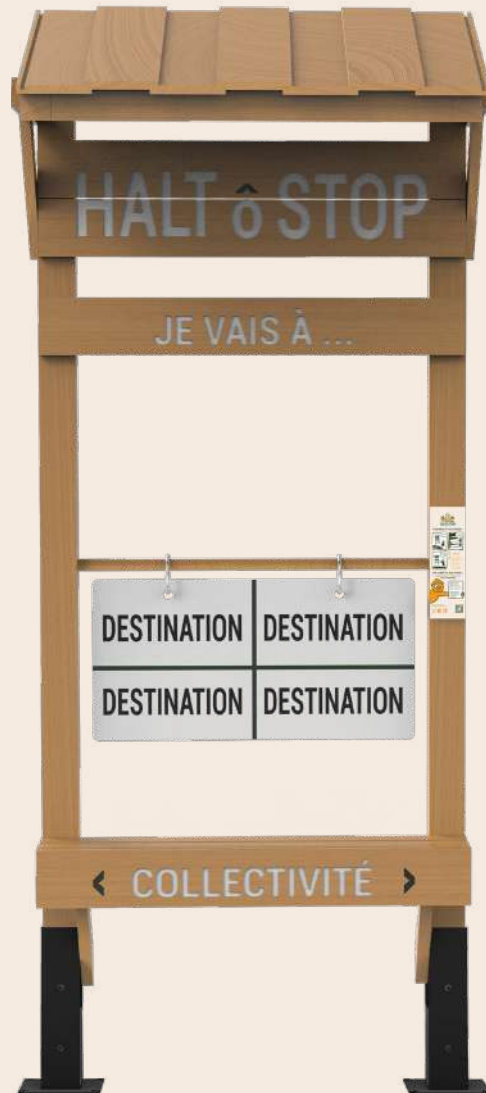 HALT ô STOP
JE VAIS À ...
DESTINATION DESTINATION
DESTINATION DESTINATION
< COLLECTIVITÉ >